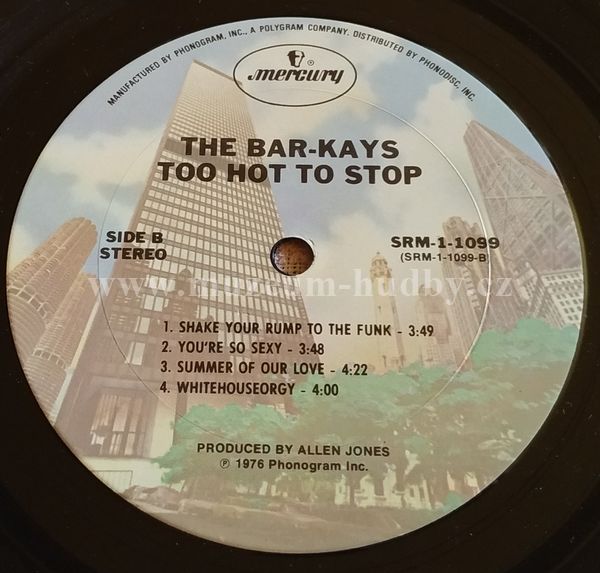 MANUFACTURED BY PHONOGRAM, INC., A POLYGRAM COMPANY. DISTRIBUTED BY PHONODISC, INC.
mercury ®
THE BAR-KAYS
TOO HOT TO STOP
SIDE B
STEREO
SRM-1-1099
(SRM-1-1099-B)
www.museum-hudby.cz
1. SHAKE YOUR RUMP TO THE FUNK - 3:49
2. YOU'RE SO SEXY - 3:48
3. SUMMER OF OUR LOVE - 4:22
4. WHITEHOUSEORGY - 4:00
PRODUCED BY ALLEN JONES
℗ 1976 Phonogram Inc.